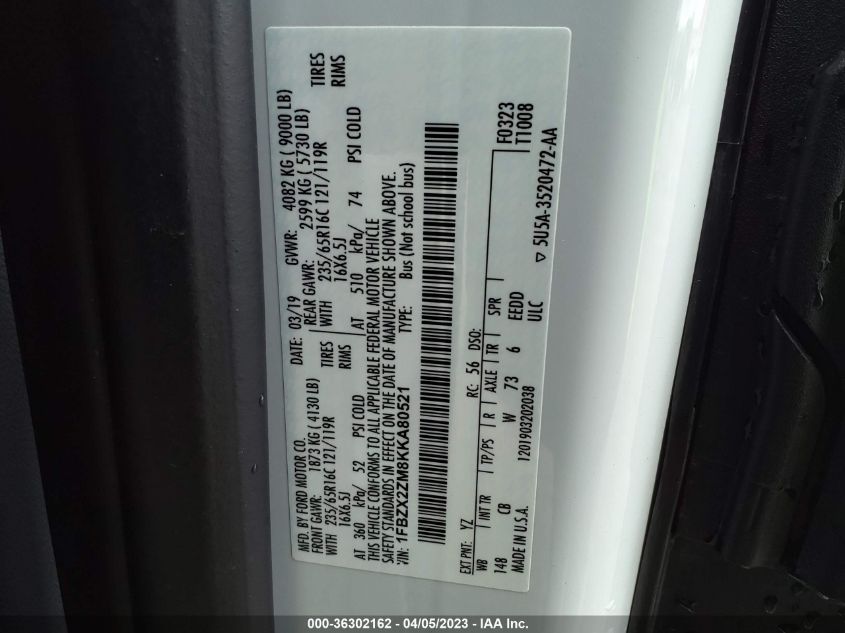 MFD. BY FORD MOTOR CO.
DATE: 03/19 GVWR: 4082 KG ( 9000 LB)
FRONT GAWR: 1873 KG ( 4130 LB) REAR GAWR: 2599 KG ( 5730 LB)
WITH 235/65R16C 121/119R TIRES WITH 235/65R16C 121/119R TIRES
16X6.5J RIMS 16X6.5J RIMS
AT 360 kPa/ 52 PSI COLD AT 510 kPa/ 74 PSI COLD
THIS VEHICLE CONFORMS TO ALL APPLICABLE FEDERAL MOTOR VEHICLE
SAFETY STANDARDS IN EFFECT ON THE DATE OF MANUFACTURE SHOWN ABOVE.
VIN: 1FBZX2ZM8KKA80521 TYPE: Bus (Not school bus)
EXT PNT: YZ RC: 56 DSO: F0323
WB INT TR TP/PS R AXLE TR SPR T1008
148 CB W 73 6 EEDD
MADE IN U.S.A. 1201903202038 ULC ▽ 5U5A-3520472-AA
000-36302162 - 04/05/2023 - IAA Inc.